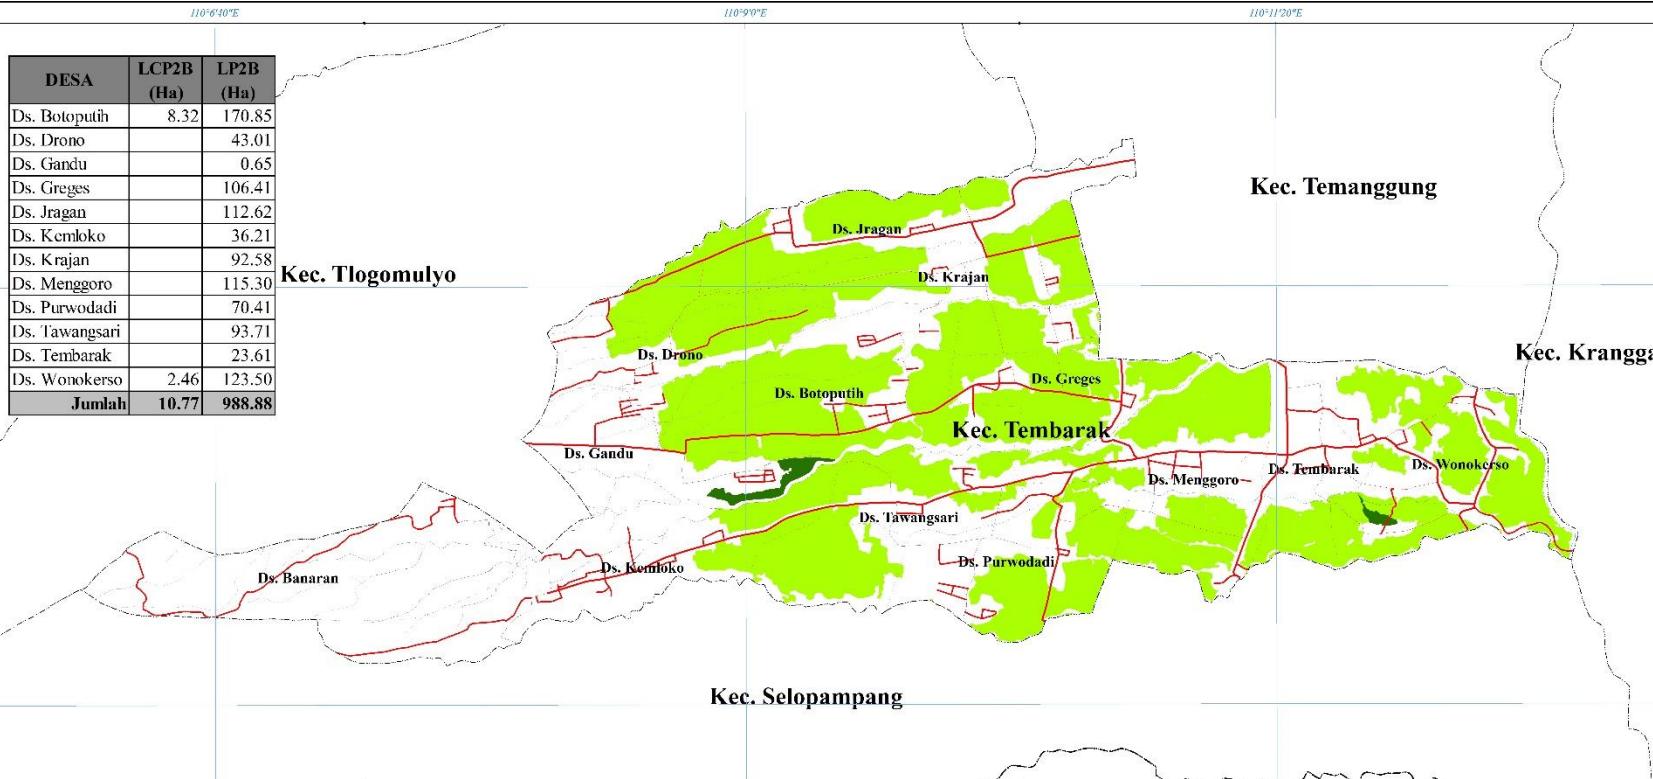 110°6'40"E 110°9'0"E 110°11'20"E
DESA LCP2B (Ha) LP2B (Ha)
Ds. Botoputih 8.32 170.85
Ds. Drono 43.01
Ds. Gandu 0.65
Ds. Greges 106.41
Ds. Jragan 112.62
Ds. Kemloko 36.21
Ds. Krajan 92.58
Ds. Menggoro 115.30
Ds. Purwodadi 70.41
Ds. Tawangsari 93.71
Ds. Tembarak 23.61
Ds. Wonokerso 2.46 123.50
Jumlah 10.77 988.88
Kec. Temanggung
Ds. Jragan
Kec. Tlogomulyo
Ds. Krajan
Ds. Drono
Kec. Krangga
Ds. Greges
Ds. Botoputih
Kec. Tembarak
Ds. Gandu
Ds. Wonokerso
Ds. Tembarak
Ds. Menggoro
Ds. Tawangsari
Ds. Purwodadi
Ds. Kemloko
Ds. Banaran
Kec. Selopampang